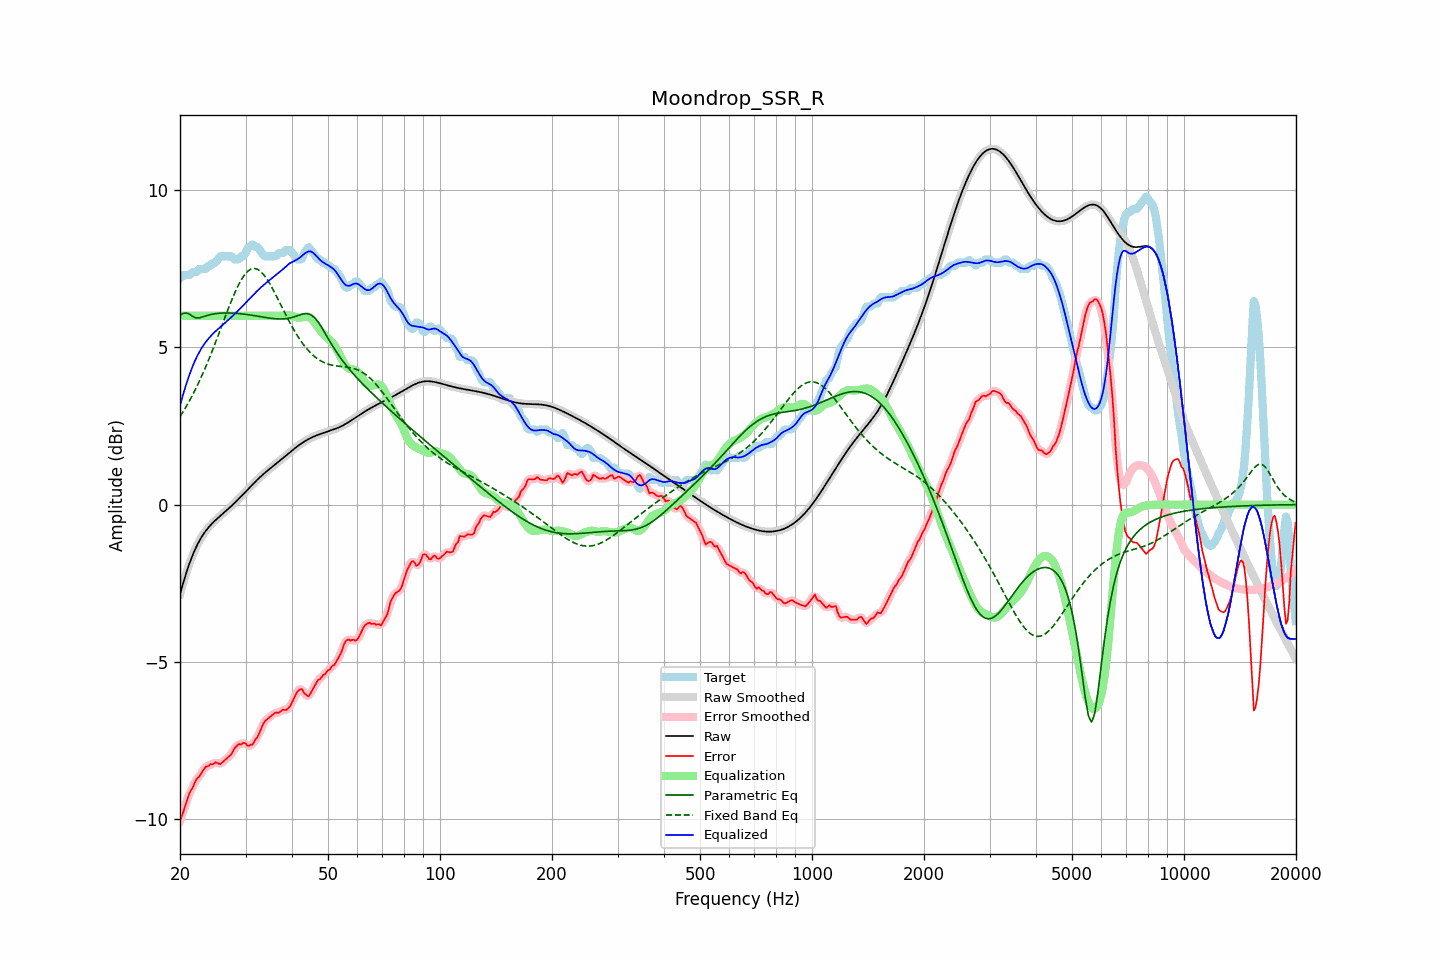 Moondrop_SSR_R
Amplitude (dBr)
10
5
0
−5
−10
Target
Raw Smoothed
Error Smoothed
Raw
Error
Equalization
Parametric Eq
Fixed Band Eq
Equalized
20 50 100 200 500 1000 2000 5000 10000 20000
Frequency (Hz)